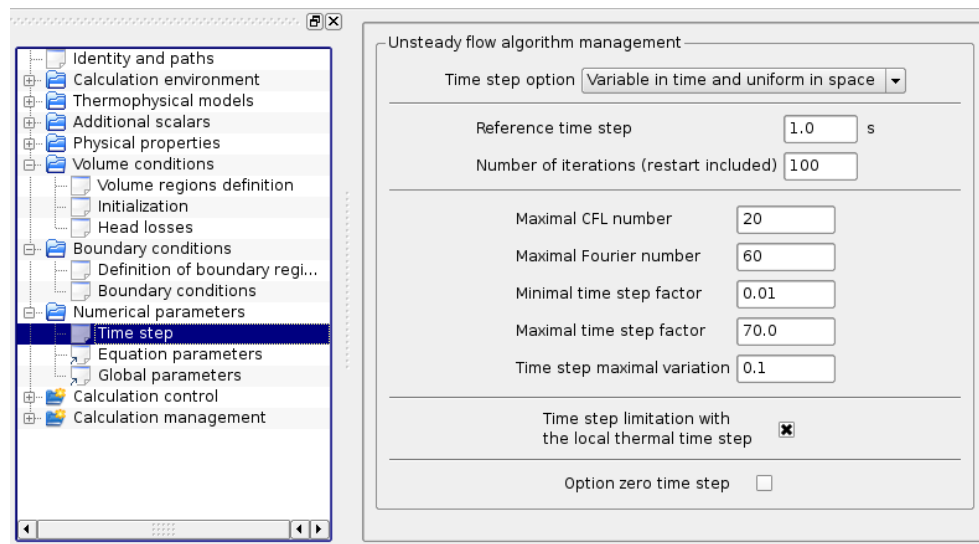 Identity and paths
Calculation environment
Thermophysical models
Additional scalars
Physical properties
Volume conditions
Volume regions definition
Initialization
Head losses
Boundary conditions
Definition of boundary regi...
Boundary conditions
Numerical parameters
Time step
Equation parameters
Global parameters
Calculation control
Calculation management
Unsteady flow algorithm management
Time step option Variable in time and uniform in space
Reference time step 1.0 s
Number of iterations (restart included) 100
Maximal CFL number 20
Maximal Fourier number 60
Minimal time step factor 0.01
Maximal time step factor 70.0
Time step maximal variation 0.1
Time step limitation with
the local thermal time step
Option zero time step